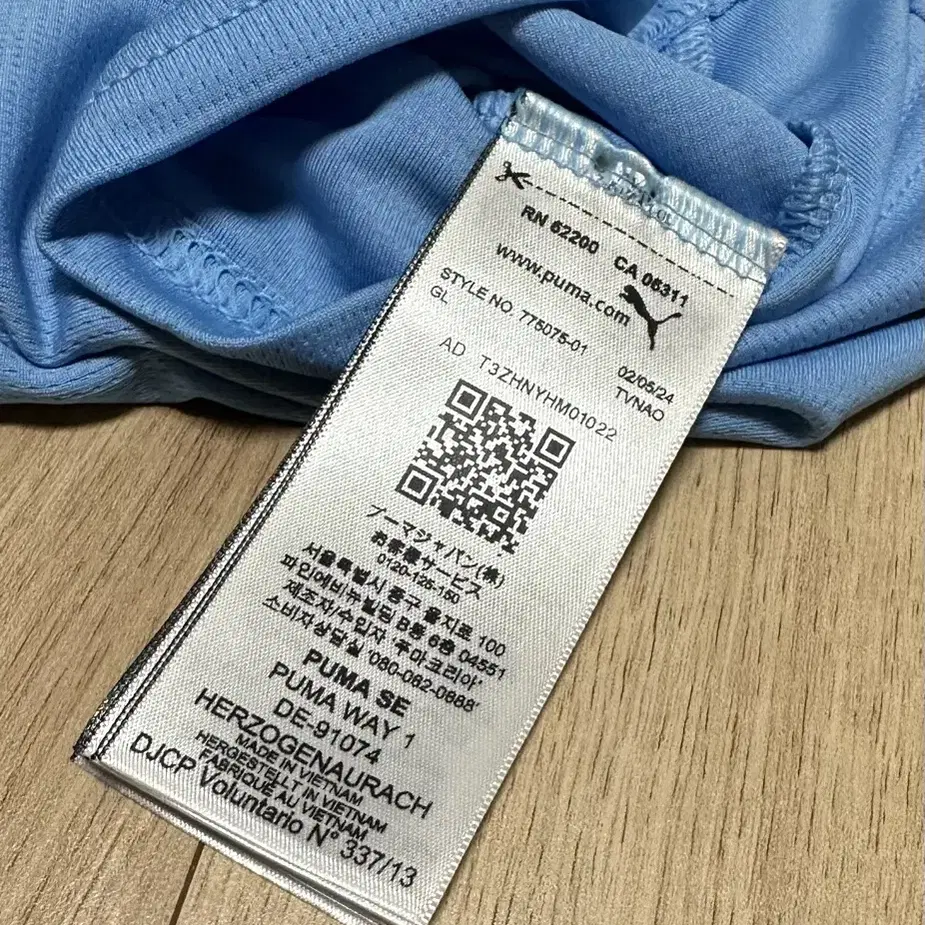 RN 62200 CA 06311
www.puma.com
STYLE NO 775075-01
GL
02/05/24
TVNAO
AD T3ZHNYHM01022
プーマジャパン(株)
お客様サービス
0120-125-150
서울특별시 중구 을지로 100
파인에비뉴빌딩 B동 6층 04551
제조자/수입자 '푸마코리아'
소비자상담실 '080-082-0888'
PUMA SE
PUMA WAY 1
DE-91074
HERZOGENAURACH
MADE IN VIETNAM
HERGESTELLT IN VIETNAM
FABRIQUÉ AU VIETNAM
DJCP Voluntario N° 337/13